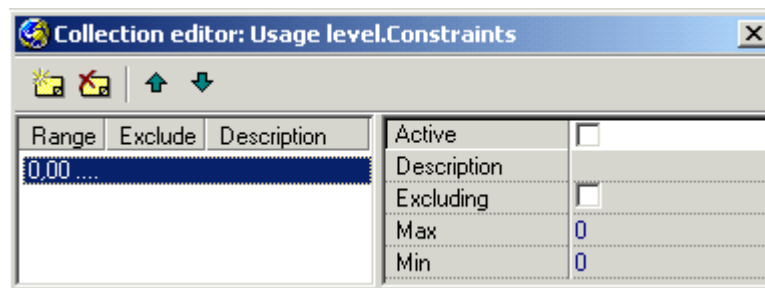 Collection editor: Usage level.Constraints
Range Exclude Description
0,00 ....
Active
Description
Excluding
Max 0
Min 0